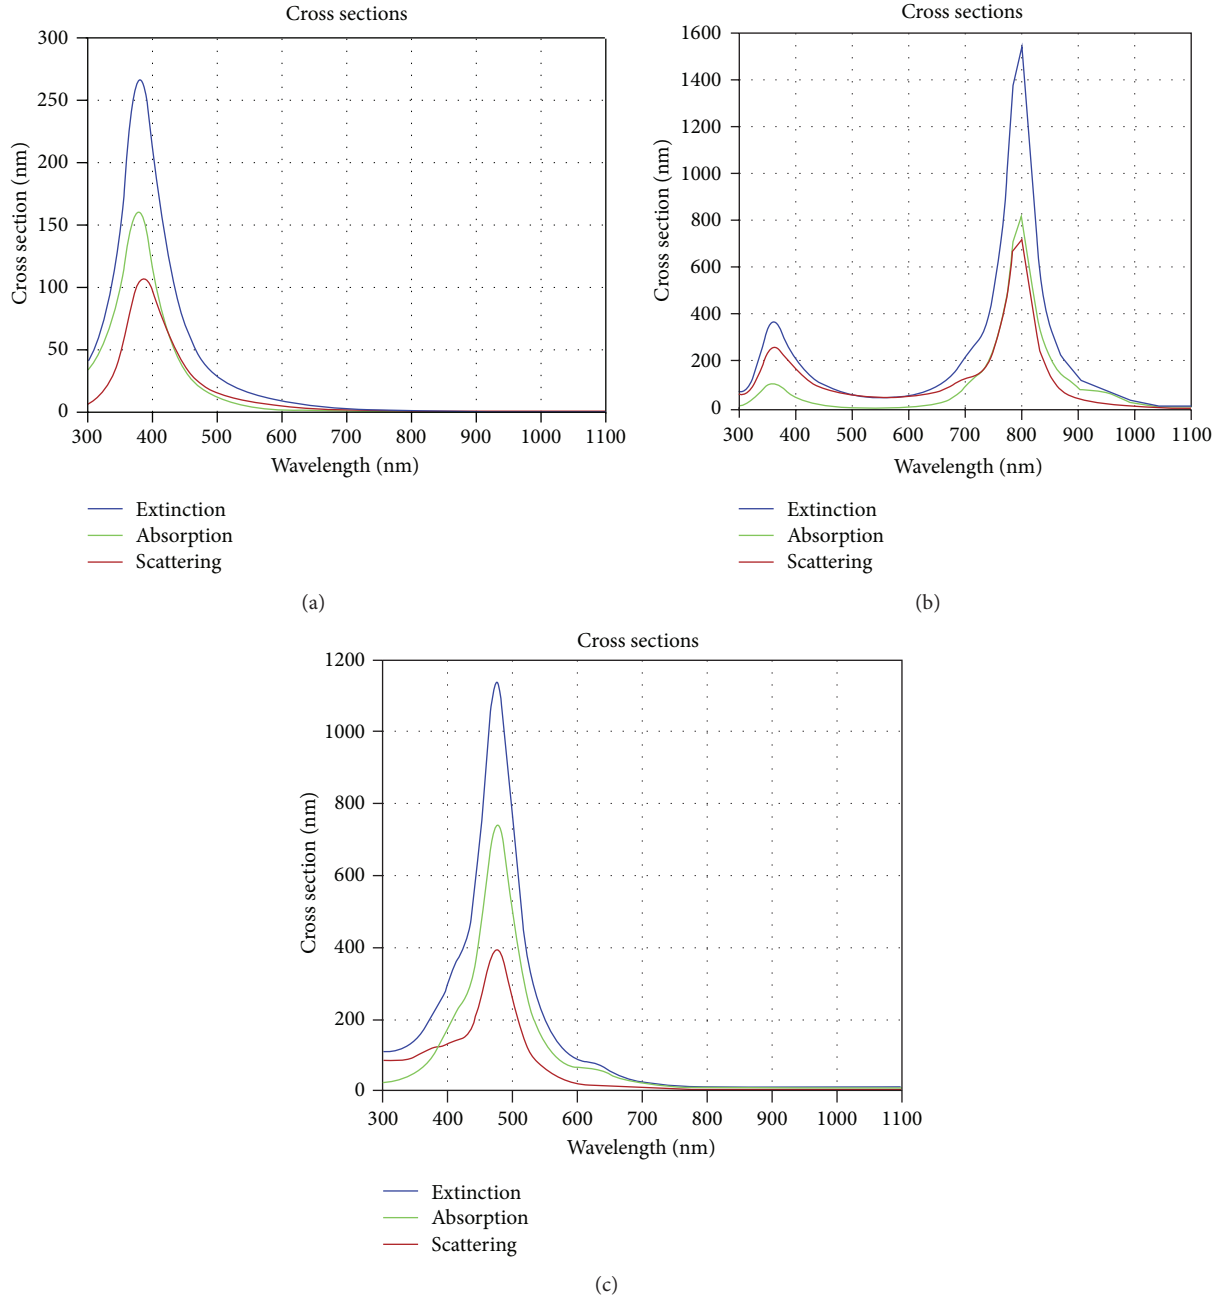 Cross sections
300
250
200
150
100
50
0
Cross section (nm)
300 400 500 600 700 800 900 1000 1100
Wavelength (nm)
Extinction
Absorption
Scattering
(a)
Cross sections
1600
1400
1200
1000
800
600
400
200
0
Cross section (nm)
300 400 500 600 700 800 900 1000 1100
Wavelength (nm)
Extinction
Absorption
Scattering
(b)
Cross sections
1200
1000
800
600
400
200
0
Cross section (nm)
300 400 500 600 700 800 900 1000 1100
Wavelength (nm)
Extinction
Absorption
Scattering
(c)